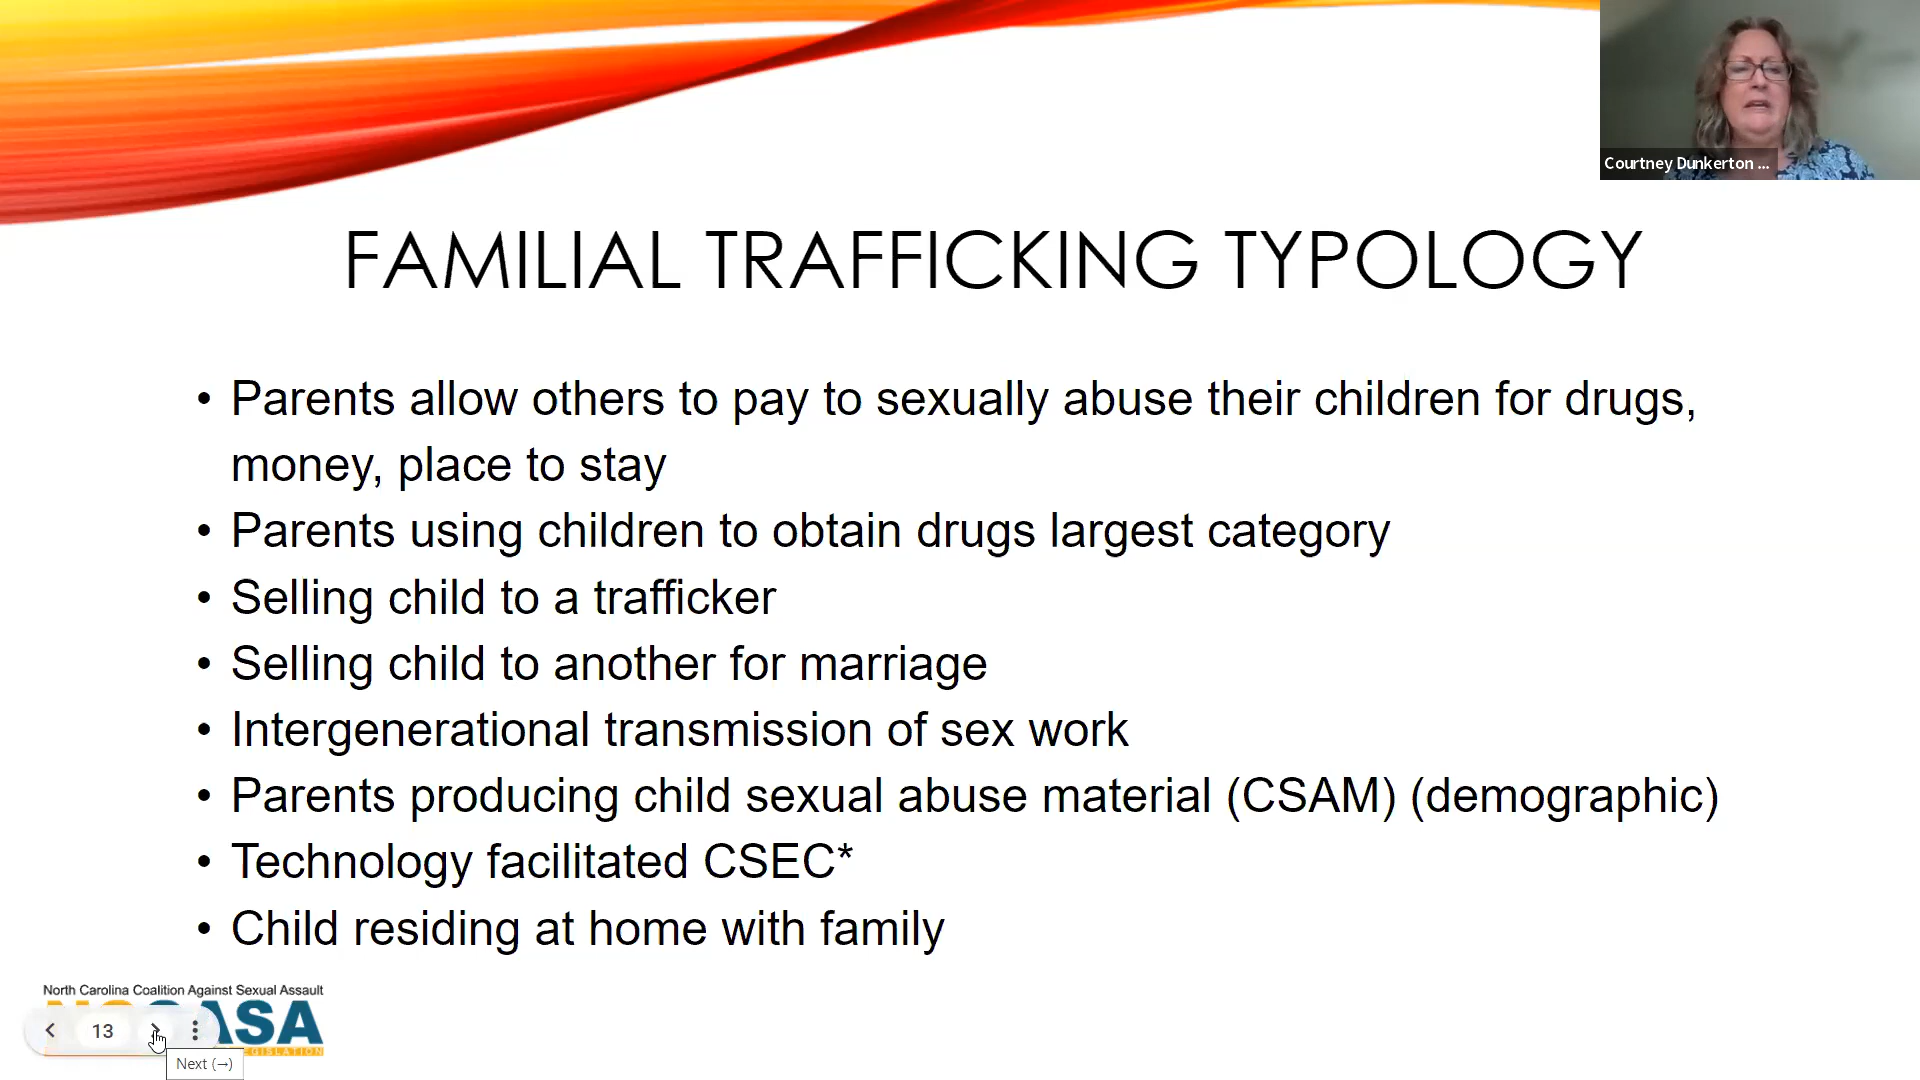 Courtney Dunkerton ...
FAMILIAL TRAFFICKING TYPOLOGY
• Parents allow others to pay to sexually abuse their children for drugs,
money, place to stay
• Parents using children to obtain drugs largest category
• Selling child to a trafficker
• Selling child to another for marriage
• Intergenerational transmission of sex work
• Parents producing child sexual abuse material (CSAM) (demographic)
• Technology facilitated CSEC*
• Child residing at home with family
North Carolina Coalition Against Sexual Assault
13
Next (→)